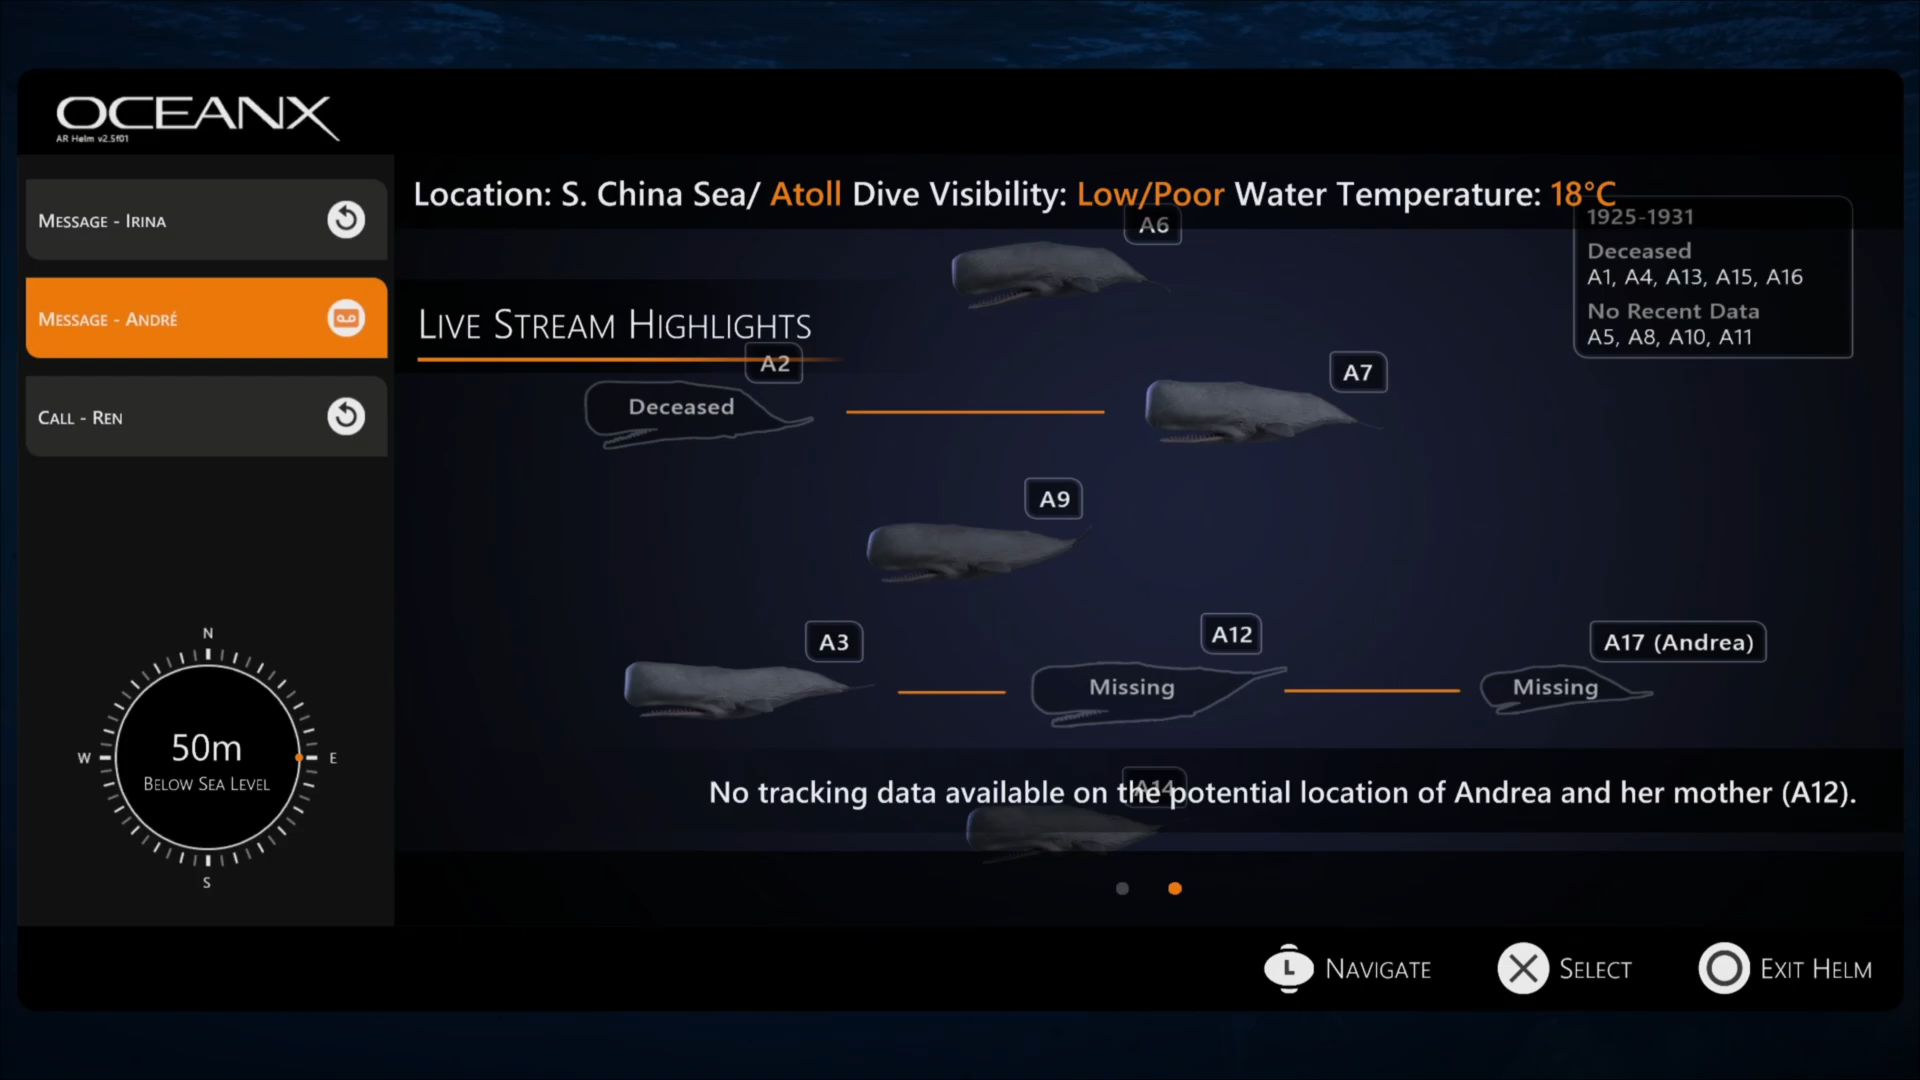 OCEANX
AR Helm v2.5f01
MESSAGE - IRINA
MESSAGE - ANDRÉ
CALL - REN
N
W
E
S
50m
BELOW SEA LEVEL
Location: S. China Sea/ Atoll Dive Visibility: Low/Poor Water Temperature: 18°C
LIVE STREAM HIGHLIGHTS
1925-1931
Deceased
A1, A4, A13, A15, A16
No Recent Data
A5, A8, A10, A11
A6
A2
Deceased
A7
A9
A3
A12
Missing
A17 (Andrea)
Missing
A14
No tracking data available on the potential location of Andrea and her mother (A12).
L NAVIGATE
SELECT
EXIT HELM